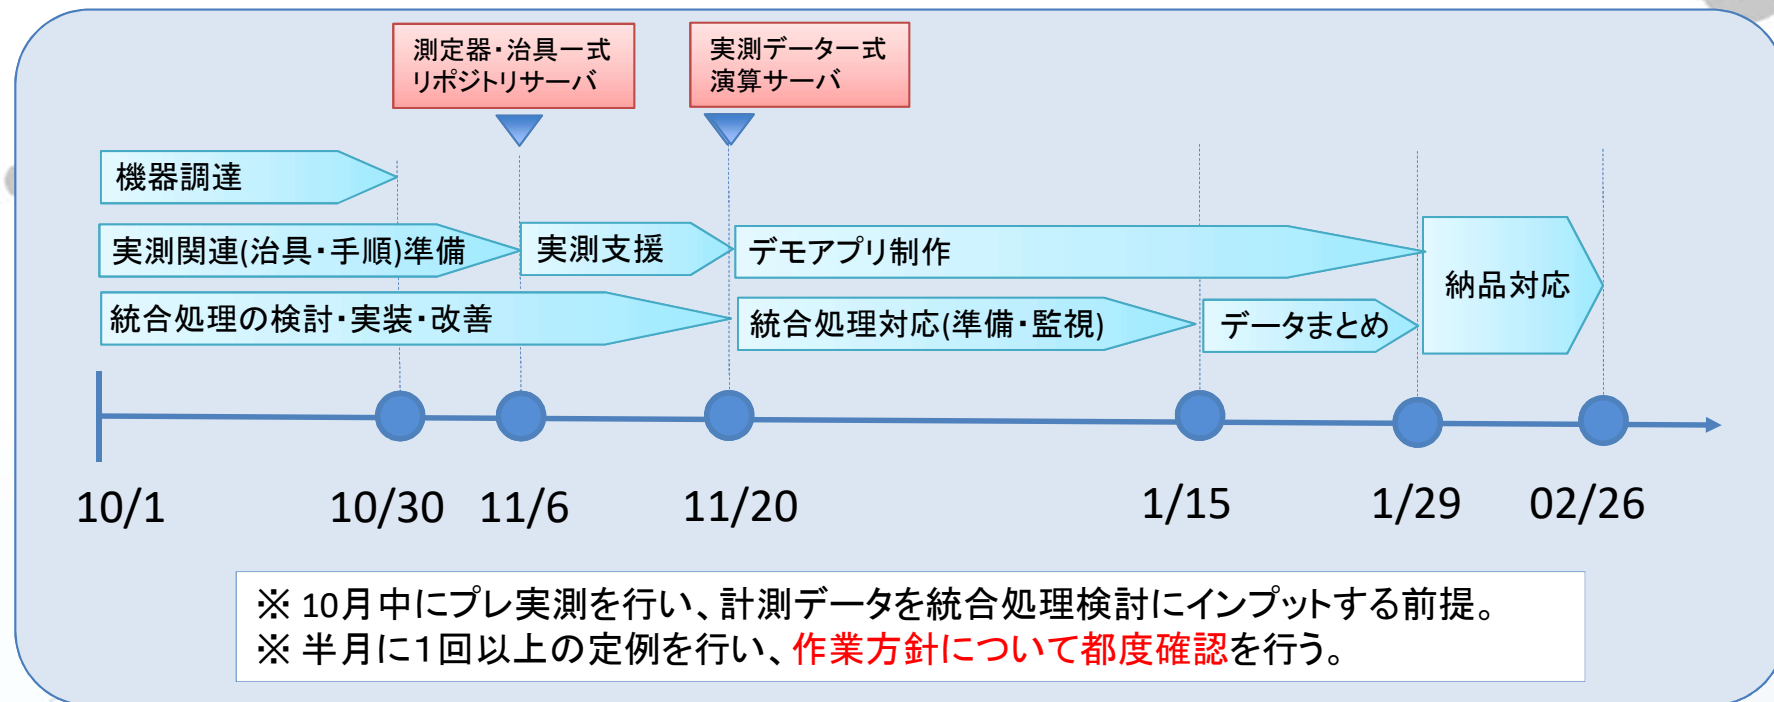 測定器・治具一式
リポジトリサーバ
実測データ一式
演算サーバ
機器調達
実測関連(治具・手順)準備
実測支援
デモアプリ制作
納品対応
統合処理の検討・実装・改善
統合処理対応(準備・監視)
データまとめ
10/1
10/30
11/6
11/20
1/15
1/29
02/26
※ 10月中にプレ実測を行い、計測データを統合処理検討にインプットする前提。
※ 半月に1回以上の定例を行い、作業方針について都度確認を行う。